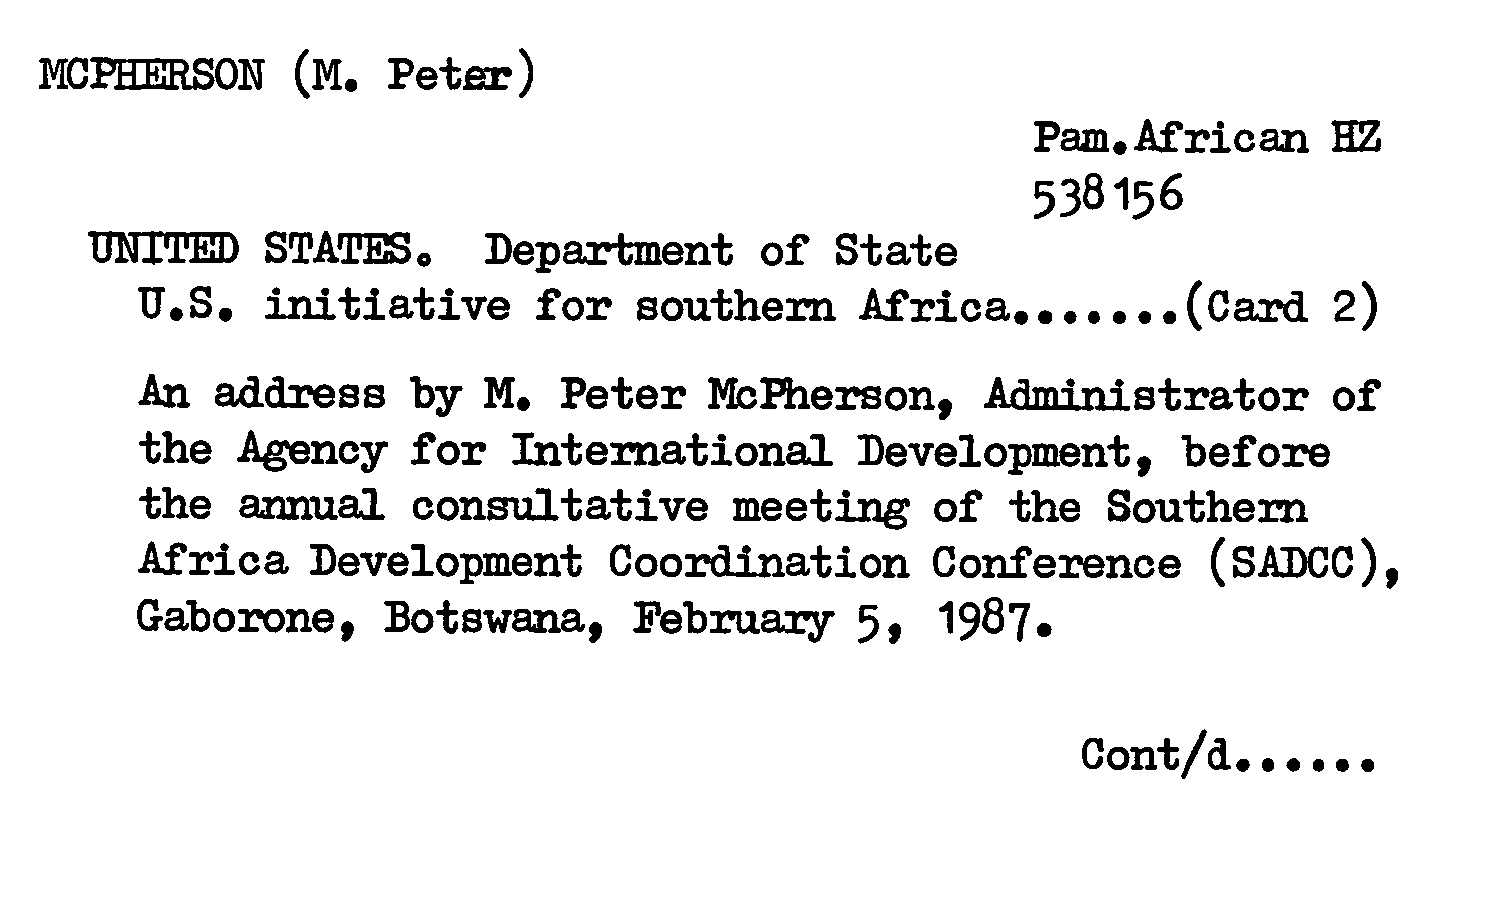 MCPHERSON (M. Peter)
Pam.African HZ
538156
UNITED STATES. Department of State
U.S. initiative for southern Africa.......(Card 2)
An address by M. Peter McPherson, Administrator of
the Agency for International Development, before
the annual consultative meeting of the Southern
Africa Development Coordination Conference (SADCC),
Gaborone, Botswana, February 5, 1987.
Cont/d......